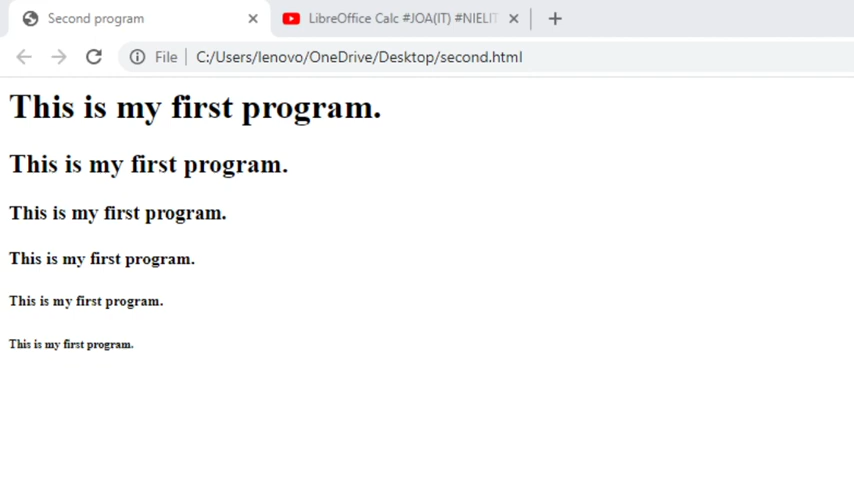 Second program
LibreOffice Calc #JOA(IT) #NIELIT
File
C:/Users/lenovo/OneDrive/Desktop/second.html
This is my first program.
This is my first program.
This is my first program.
This is my first program.
This is my first program.
This is my first program.